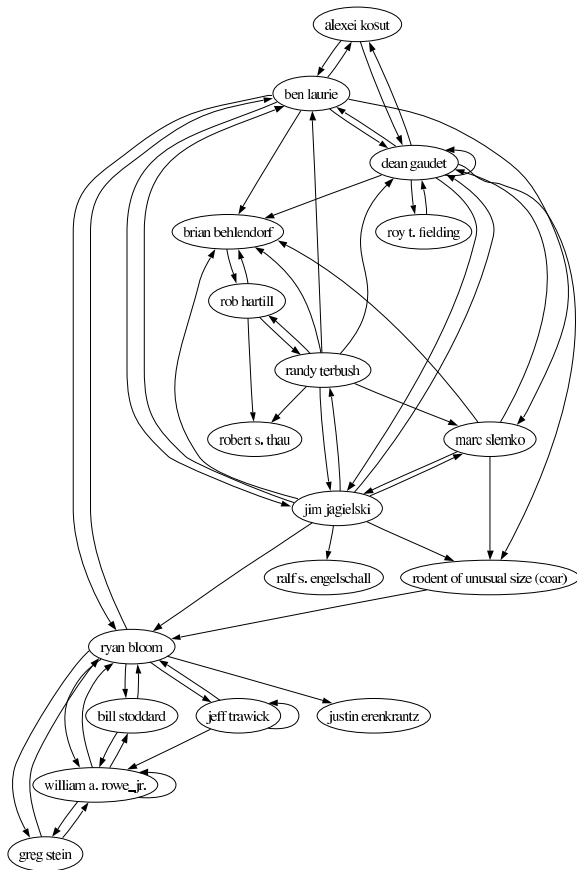 alexei kosut
ben laurie
dean gaudet
brian behlendorf
roy t. fielding
rob hartill
randy terbush
robert s. thau
marc slemko
jim jagielski
ralf s. engelschall
rodent of unusual size (coar)
ryan bloom
bill stoddard
jeff trawick
justin erenkrantz
william a. rowe_jr.
greg stein